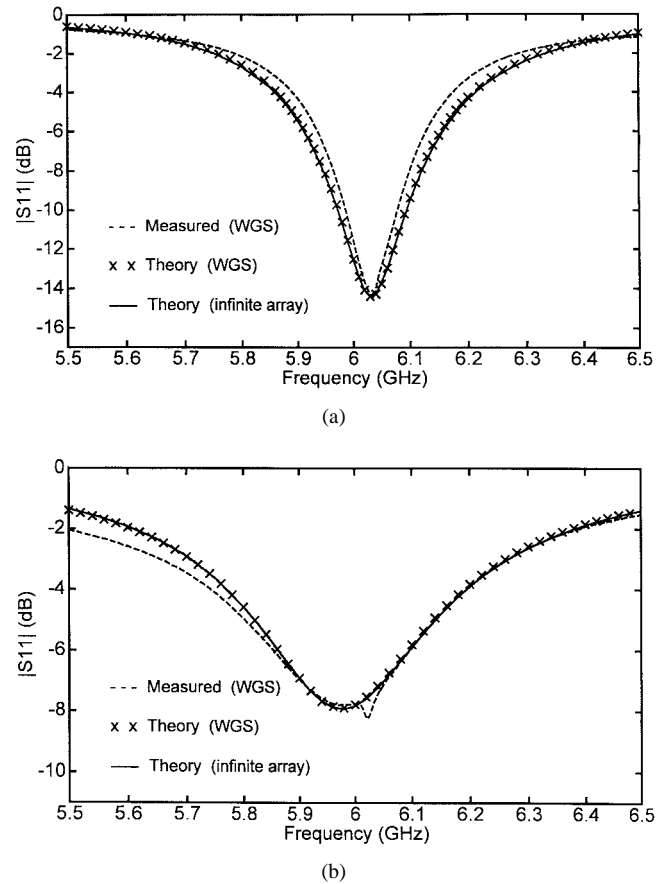 0
-2
-4
-6
-8
-10
-12
-14
-16
|S11| (dB)
--- Measured (WGS)
× × Theory (WGS)
— Theory (infinite array)
5.5 5.6 5.7 5.8 5.9 6 6.1 6.2 6.3 6.4 6.5
Frequency (GHz)
(a)
0
-2
-4
-6
-8
-10
|S11| (dB)
--- Measured (WGS)
× × Theory (WGS)
— Theory (infinite array)
5.5 5.6 5.7 5.8 5.9 6 6.1 6.2 6.3 6.4 6.5
Frequency (GHz)
(b)